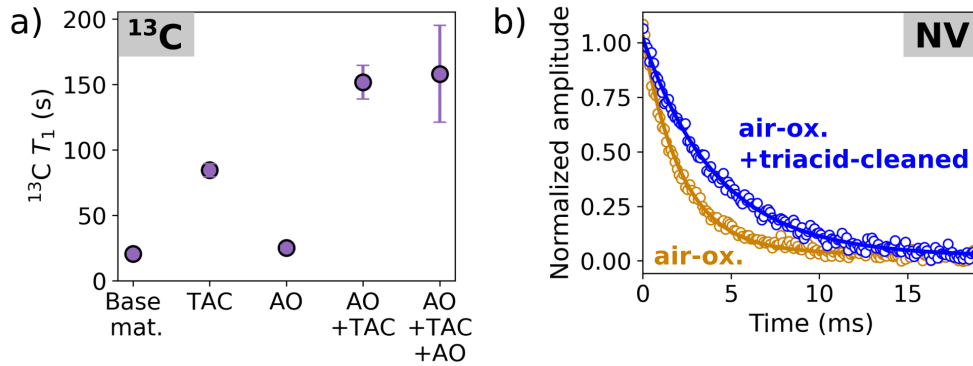 a)
¹³C
¹³C T₁ (s)
200
150
100
50
0
Base
mat.
TAC
AO
AO
+TAC
AO
+TAC
+AO
b)
NV
Normalized amplitude
1.00
0.75
0.50
0.25
0.00
air-ox.
+triacid-cleaned
air-ox.
0
5
10
15
Time (ms)